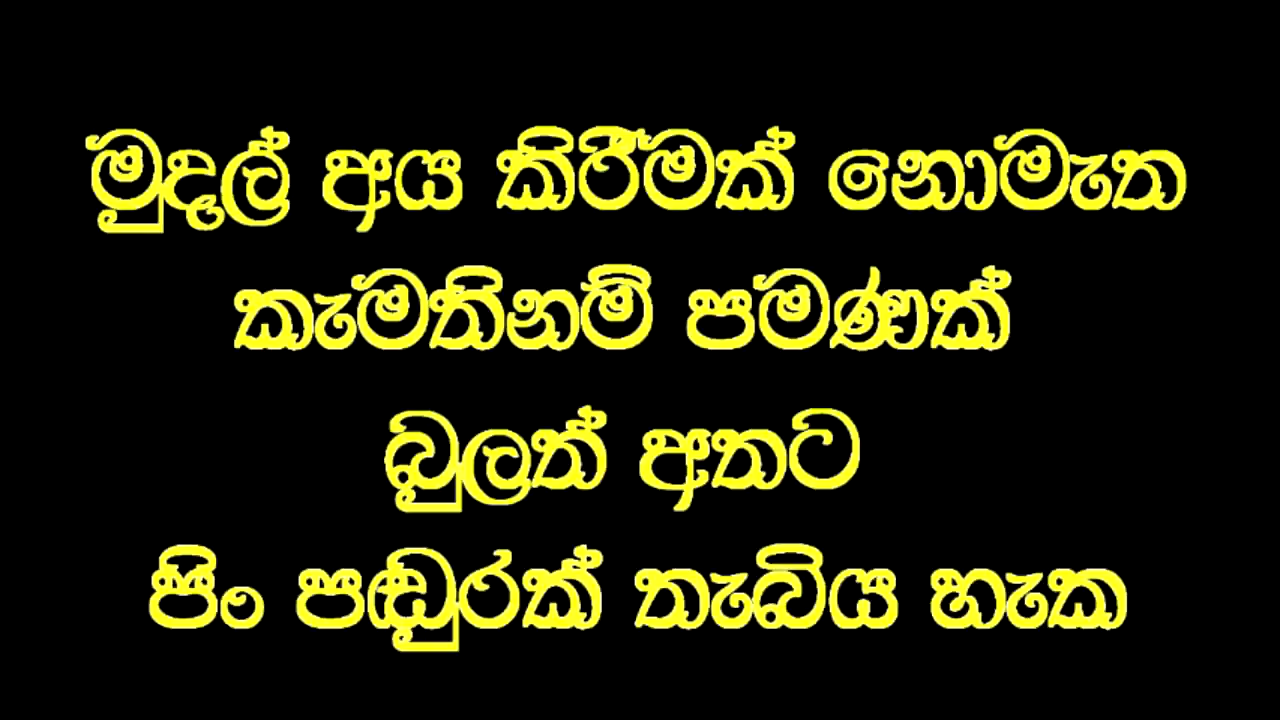 මුදල් අය කිරීමක් නොමැත
කැමතිනම් පමණක්
බුලත් අතට
පිං පඬුරක් තැබිය හැක